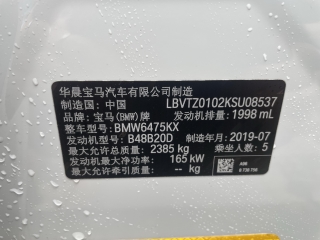 华晨宝马汽车有限公司制造
制造国：中国 LBVTZ0102KSU08537
品牌：宝马(BMW)牌 发动机排量：1998 mL
整车型号：BMW6475KX
发动机型号：B48B20D 制造年月：2019-07
最大允许总质量：2385 kg 乘坐人数：5
发动机最大净功率：165 kW
最大允许牵引质量：-- kg